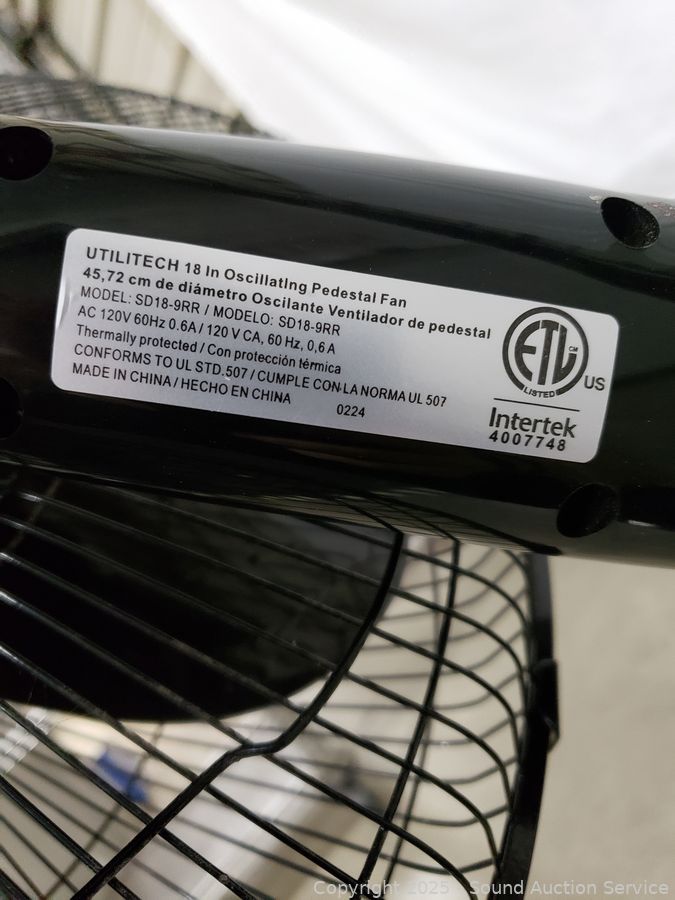 UTILITECH 18 In Oscillating Pedestal Fan
45,72 cm de diámetro Oscilante Ventilador de pedestal
MODEL: SD18-9RR / MODELO: SD18-9RR
AC 120V 60Hz 0.6A / 120 V CA, 60 Hz, 0,6 A
Thermally protected / Con protección térmica
CONFORMS TO UL STD.507 / CUMPLE CON LA NORMA UL 507
MADE IN CHINA / HECHO EN CHINA 0224
ETL CM
LISTED
US
Intertek
4007748
Copyright 2025 - Sound Auction Service